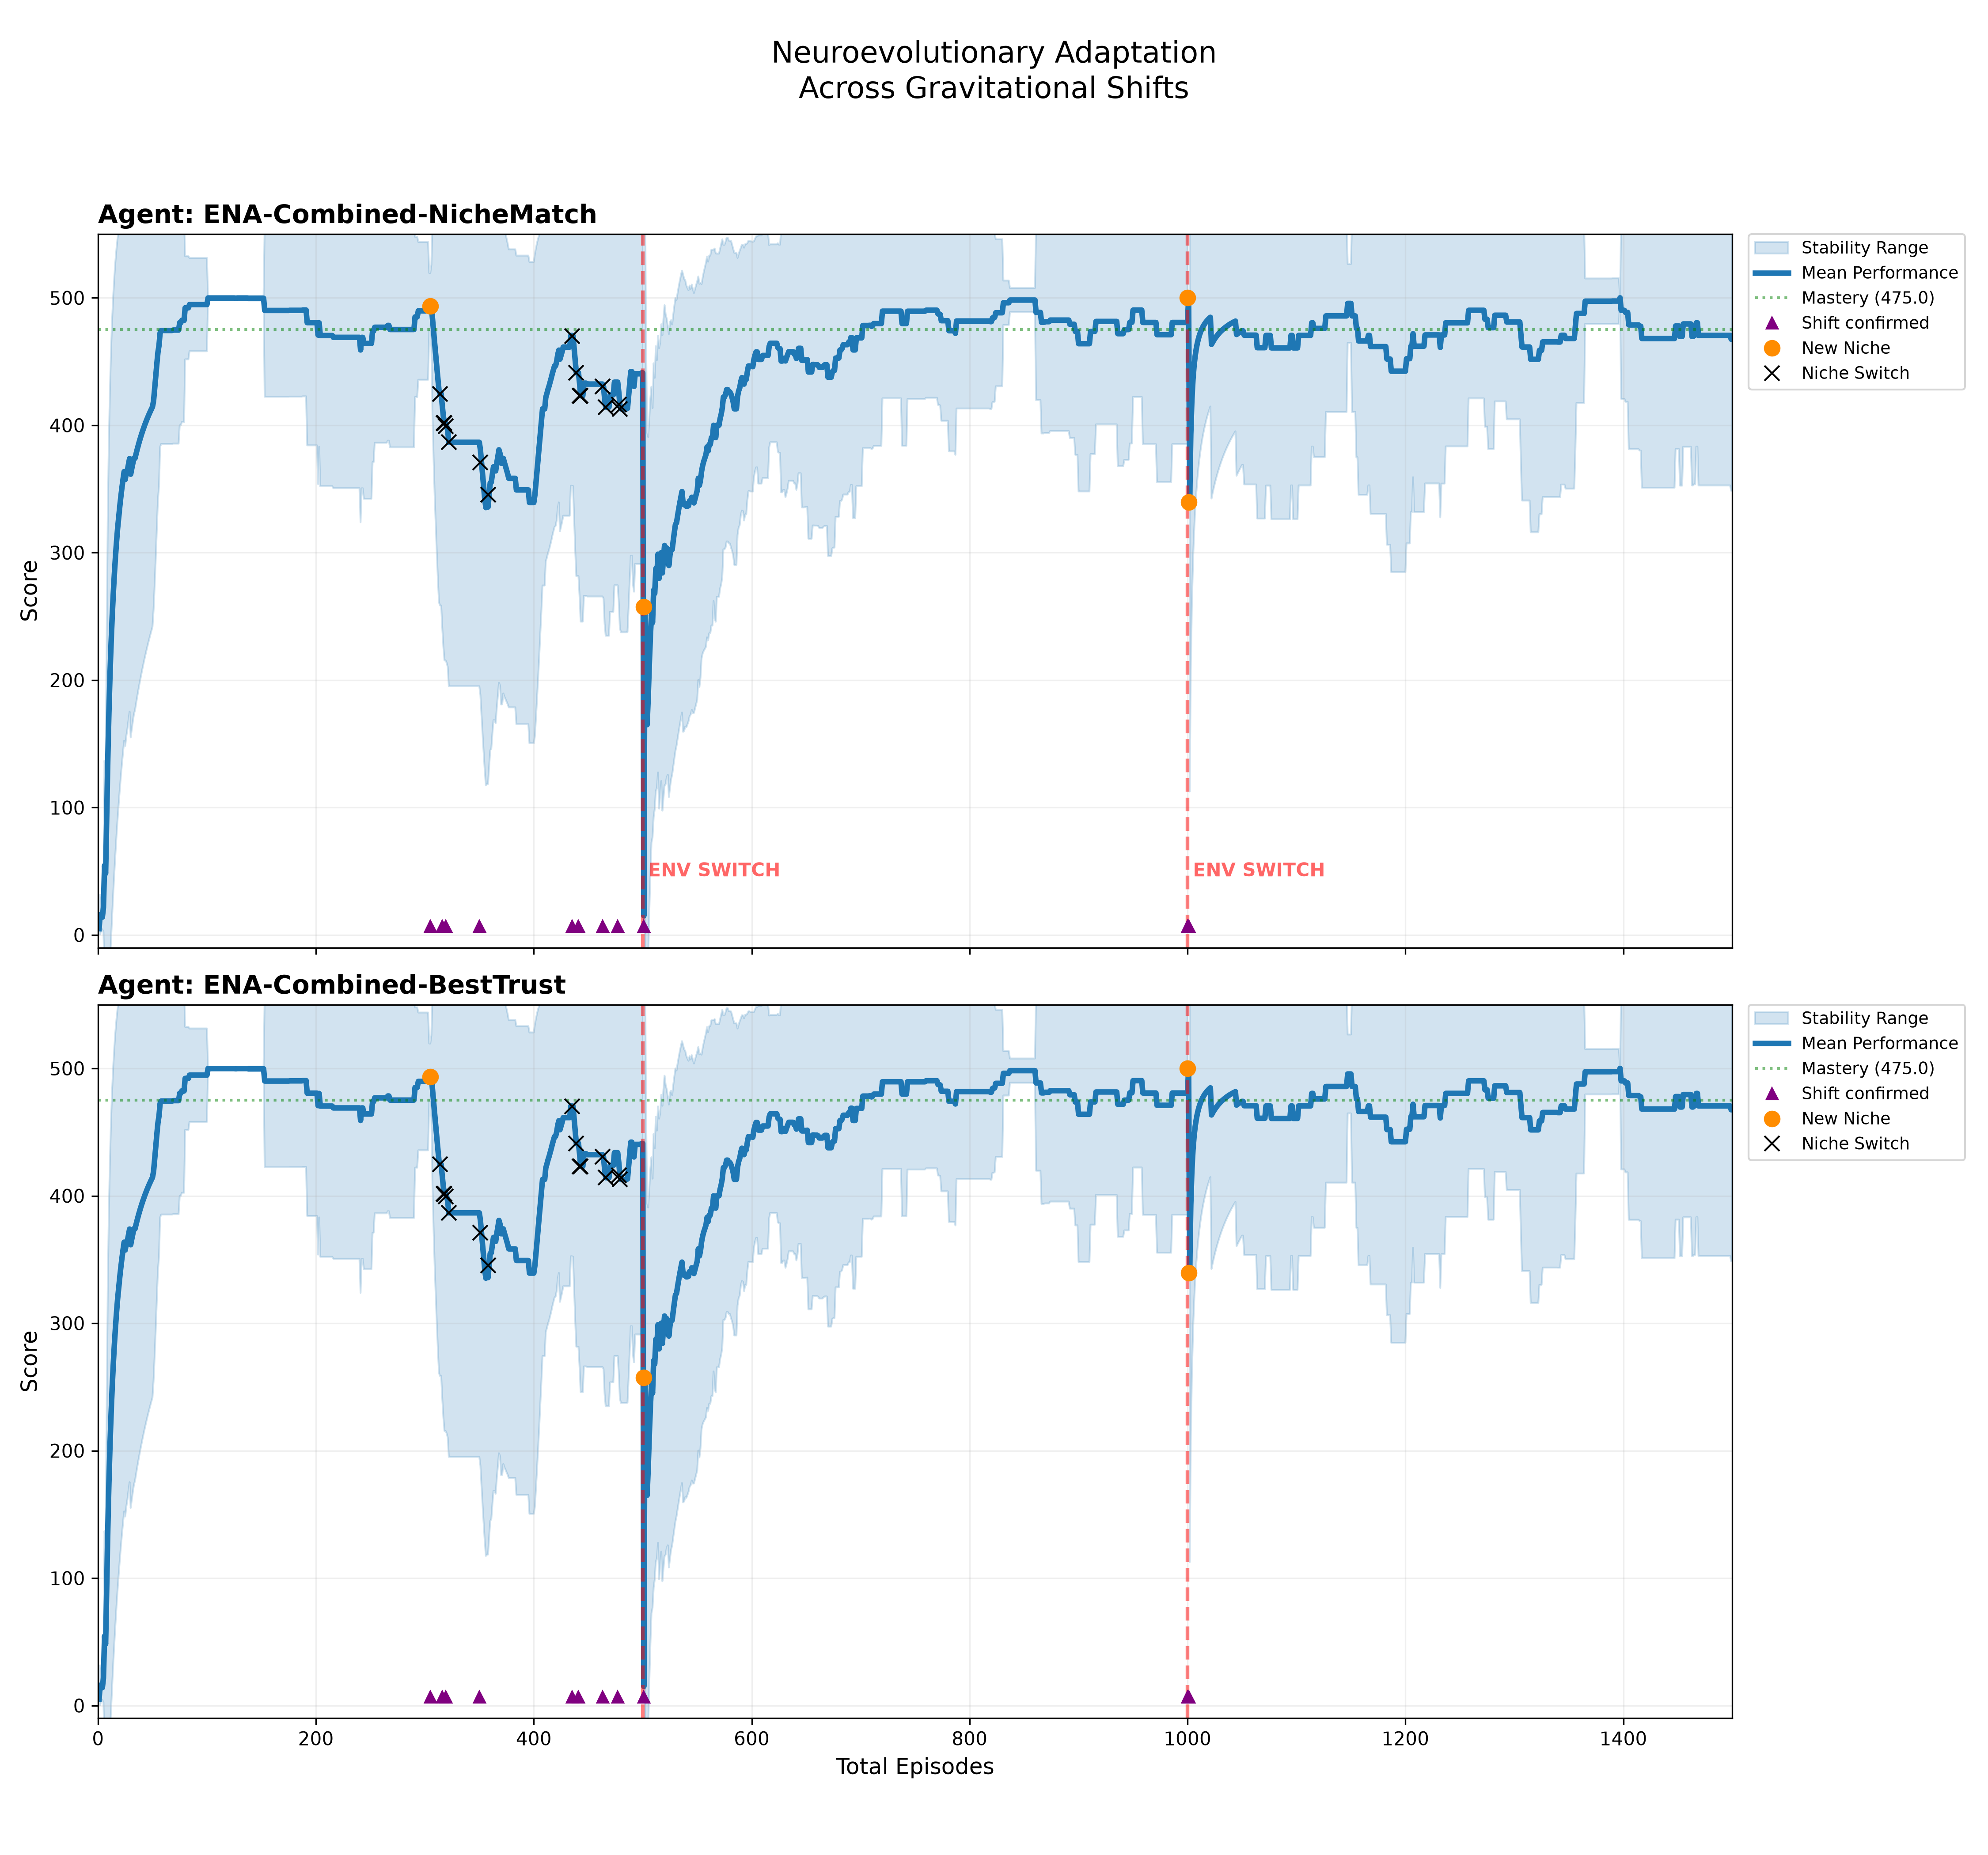 Neuroevolutionary Adaptation
Across Gravitational Shifts
Agent: ENA-Combined-NicheMatch
Score
500
400
300
200
100
0
ENV SWITCH
ENV SWITCH
Stability Range
Mean Performance
Mastery (475.0)
Shift confirmed
New Niche
Niche Switch
Agent: ENA-Combined-BestTrust
Score
500
400
300
200
100
0
0 200 400 600 800 1000 1200 1400
Total Episodes
Stability Range
Mean Performance
Mastery (475.0)
Shift confirmed
New Niche
Niche Switch